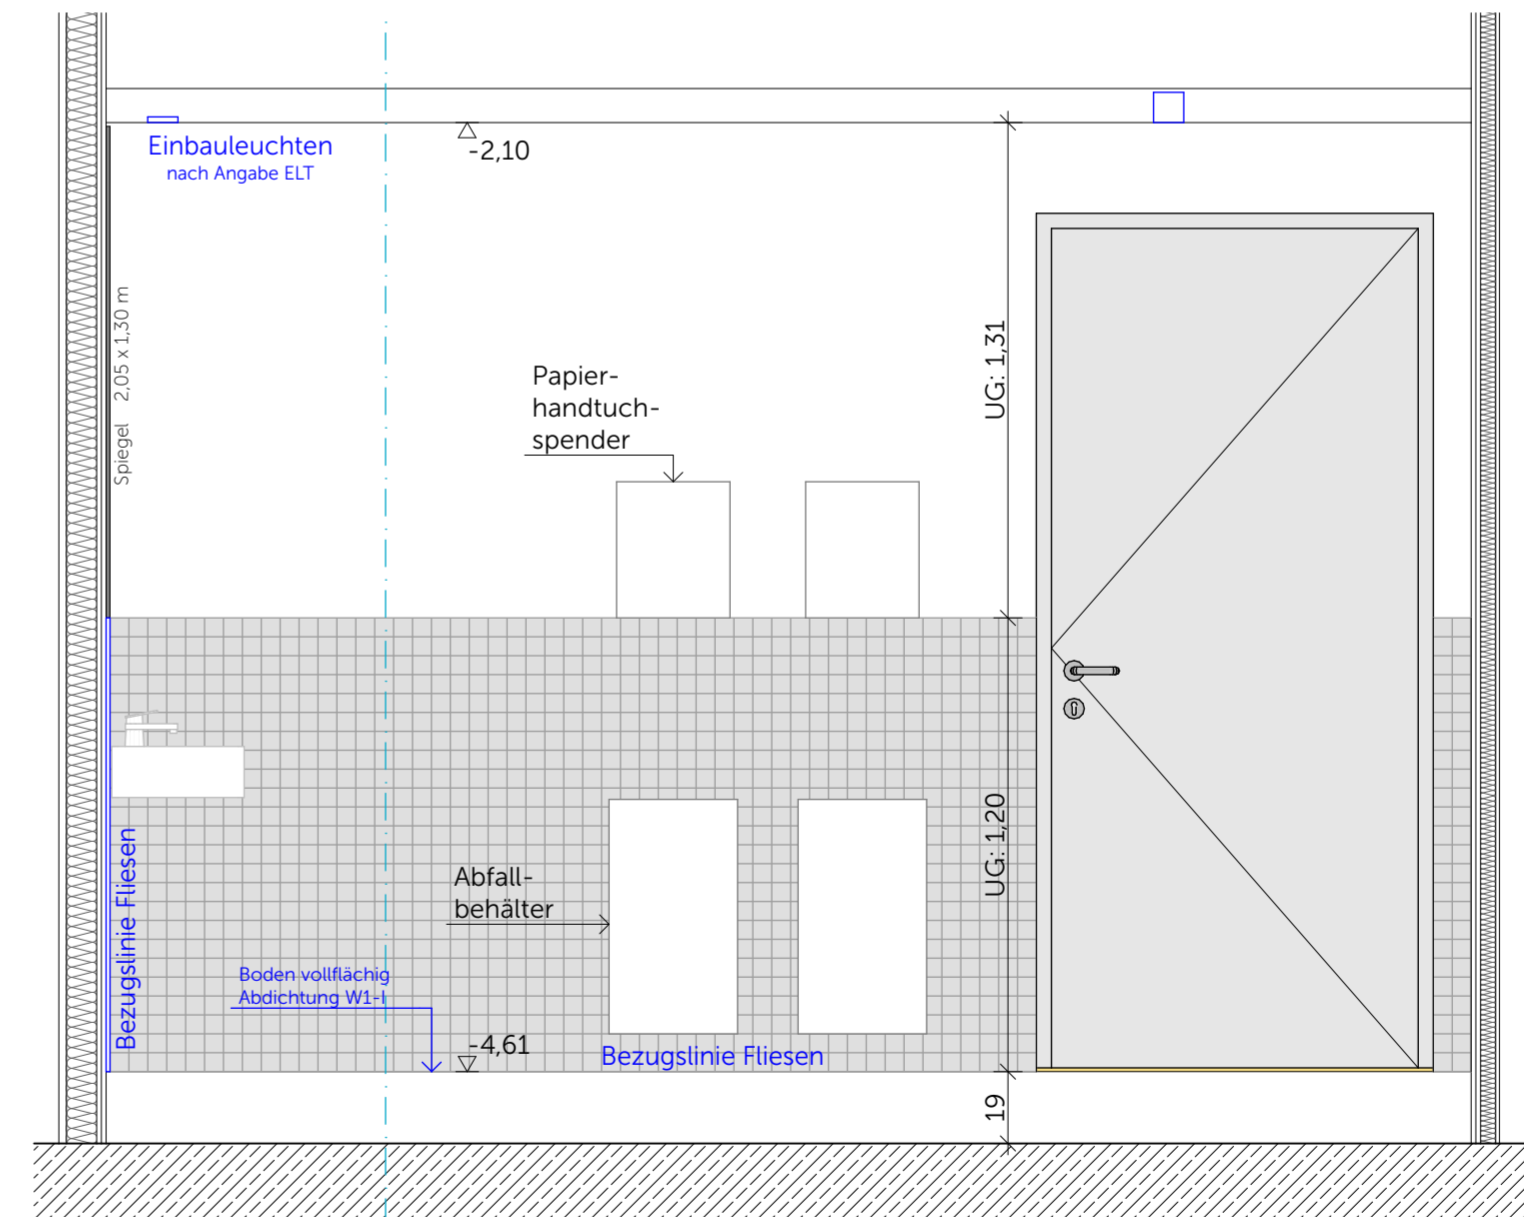 Einbauleuchten
nach Angabe ELT
-2,10
Spiegel 2,05 x 1,30 m
Papier-
handtuch-
spender
UG: 1,31
Abfall-
behälter
UG: 1,20
Bezugslinie Fliesen
Boden vollflächig
Abdichtung W1-I
-4,61
Bezugslinie Fliesen
19